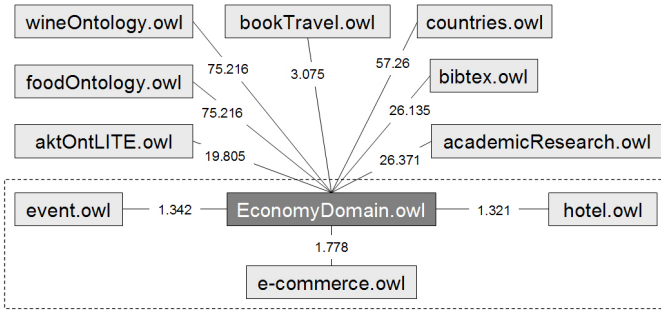 wineOntology.owl
bookTravel.owl
countries.owl
75.216
3.075
57.26
foodOntology.owl
bibtex.owl
75.216
26.135
aktOntLITE.owl
academicResearch.owl
19.805
26.371
event.owl
1.342
EconomyDomain.owl
1.321
hotel.owl
1.778
e-commerce.owl